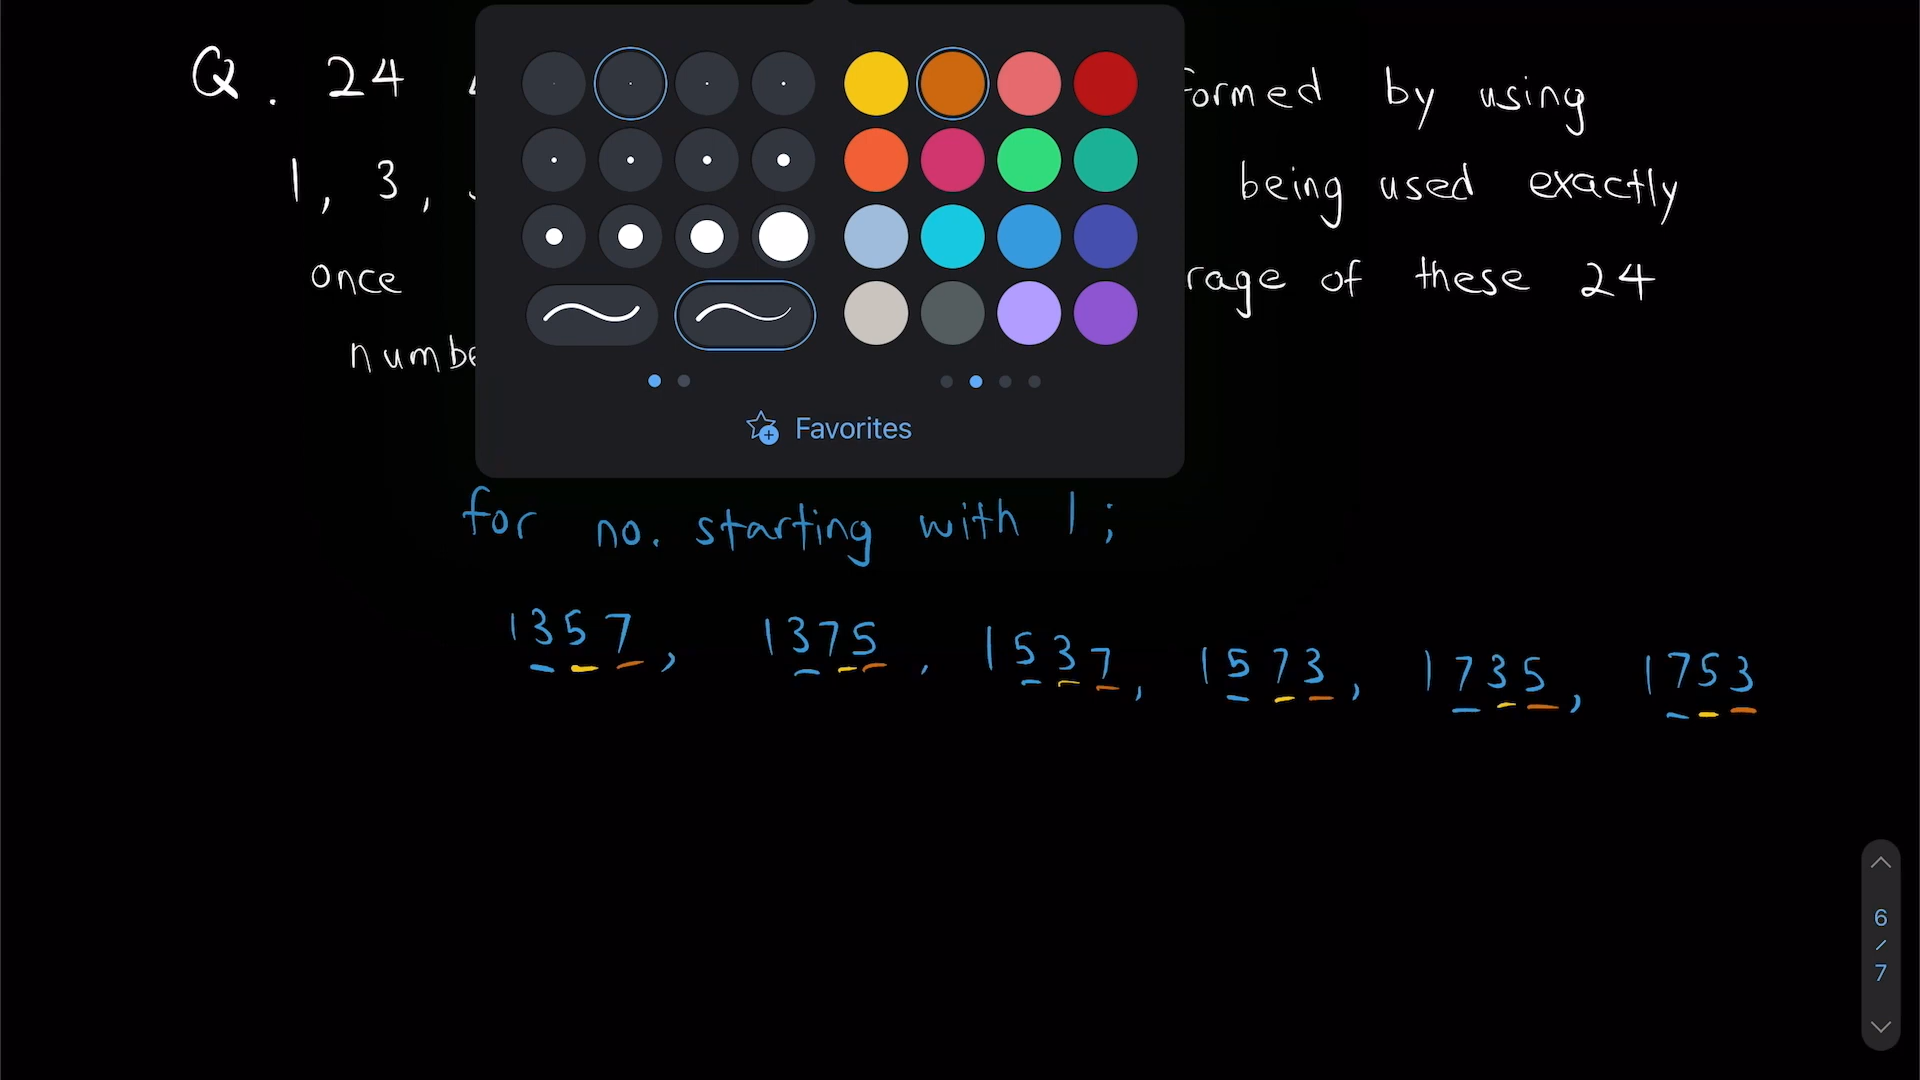 Q. 24 formed by using
1, 3, being used exactly
once rage of these 24
numbe
Favorites
for no. starting with 1;
1357, 1375, 1537, 1573, 1735, 1753
6
/
7